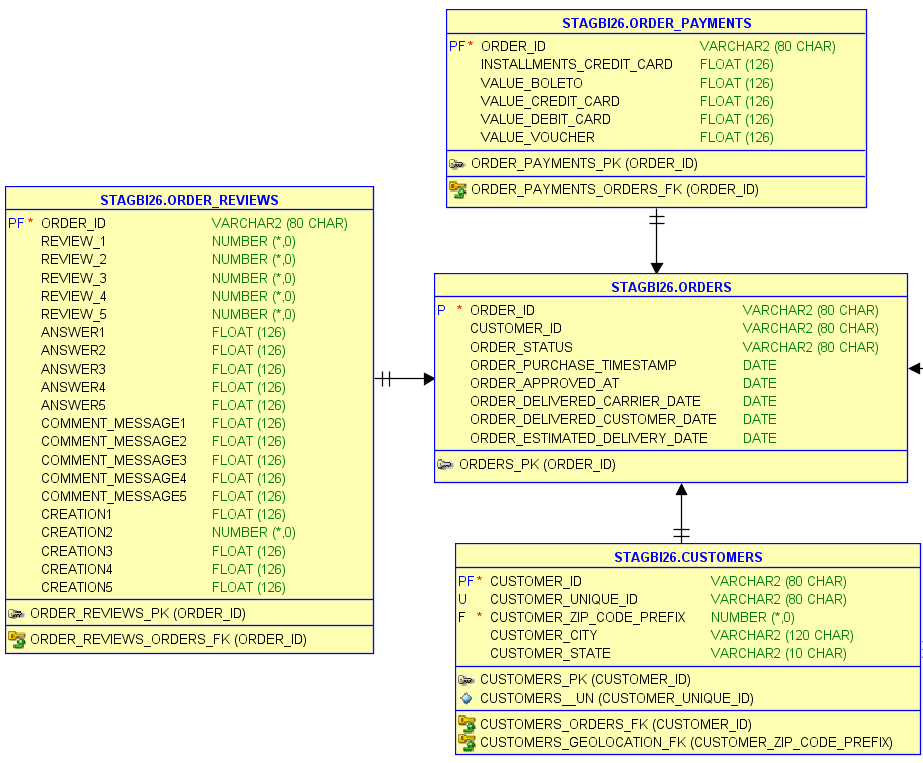 STAGBI26.ORDER_PAYMENTS
PF* ORDER_ID VARCHAR2 (80 CHAR)
INSTALLMENTS_CREDIT_CARD FLOAT (126)
VALUE_BOLETO FLOAT (126)
VALUE_CREDIT_CARD FLOAT (126)
VALUE_DEBIT_CARD FLOAT (126)
VALUE_VOUCHER FLOAT (126)
ORDER_PAYMENTS_PK (ORDER_ID)
ORDER_PAYMENTS_ORDERS_FK (ORDER_ID)
STAGBI26.ORDER_REVIEWS
PF* ORDER_ID VARCHAR2 (80 CHAR)
REVIEW_1 NUMBER (*,0)
REVIEW_2 NUMBER (*,0)
REVIEW_3 NUMBER (*,0)
REVIEW_4 NUMBER (*,0)
REVIEW_5 NUMBER (*,0)
ANSWER1 FLOAT (126)
ANSWER2 FLOAT (126)
ANSWER3 FLOAT (126)
ANSWER4 FLOAT (126)
ANSWER5 FLOAT (126)
COMMENT_MESSAGE1 FLOAT (126)
COMMENT_MESSAGE2 FLOAT (126)
COMMENT_MESSAGE3 FLOAT (126)
COMMENT_MESSAGE4 FLOAT (126)
COMMENT_MESSAGE5 FLOAT (126)
CREATION1 FLOAT (126)
CREATION2 NUMBER (*,0)
CREATION3 FLOAT (126)
CREATION4 FLOAT (126)
CREATION5 FLOAT (126)
ORDER_REVIEWS_PK (ORDER_ID)
ORDER_REVIEWS_ORDERS_FK (ORDER_ID)
STAGBI26.ORDERS
P * ORDER_ID VARCHAR2 (80 CHAR)
CUSTOMER_ID VARCHAR2 (80 CHAR)
ORDER_STATUS VARCHAR2 (80 CHAR)
ORDER_PURCHASE_TIMESTAMP DATE
ORDER_APPROVED_AT DATE
ORDER_DELIVERED_CARRIER_DATE DATE
ORDER_DELIVERED_CUSTOMER_DATE DATE
ORDER_ESTIMATED_DELIVERY_DATE DATE
ORDERS_PK (ORDER_ID)
STAGBI26.CUSTOMERS
PF* CUSTOMER_ID VARCHAR2 (80 CHAR)
U CUSTOMER_UNIQUE_ID VARCHAR2 (80 CHAR)
F * CUSTOMER_ZIP_CODE_PREFIX NUMBER (*,0)
CUSTOMER_CITY VARCHAR2 (120 CHAR)
CUSTOMER_STATE VARCHAR2 (10 CHAR)
CUSTOMERS_PK (CUSTOMER_ID)
CUSTOMERS__UN (CUSTOMER_UNIQUE_ID)
CUSTOMERS_ORDERS_FK (CUSTOMER_ID)
CUSTOMERS_GEOLOCATION_FK (CUSTOMER_ZIP_CODE_PREFIX)